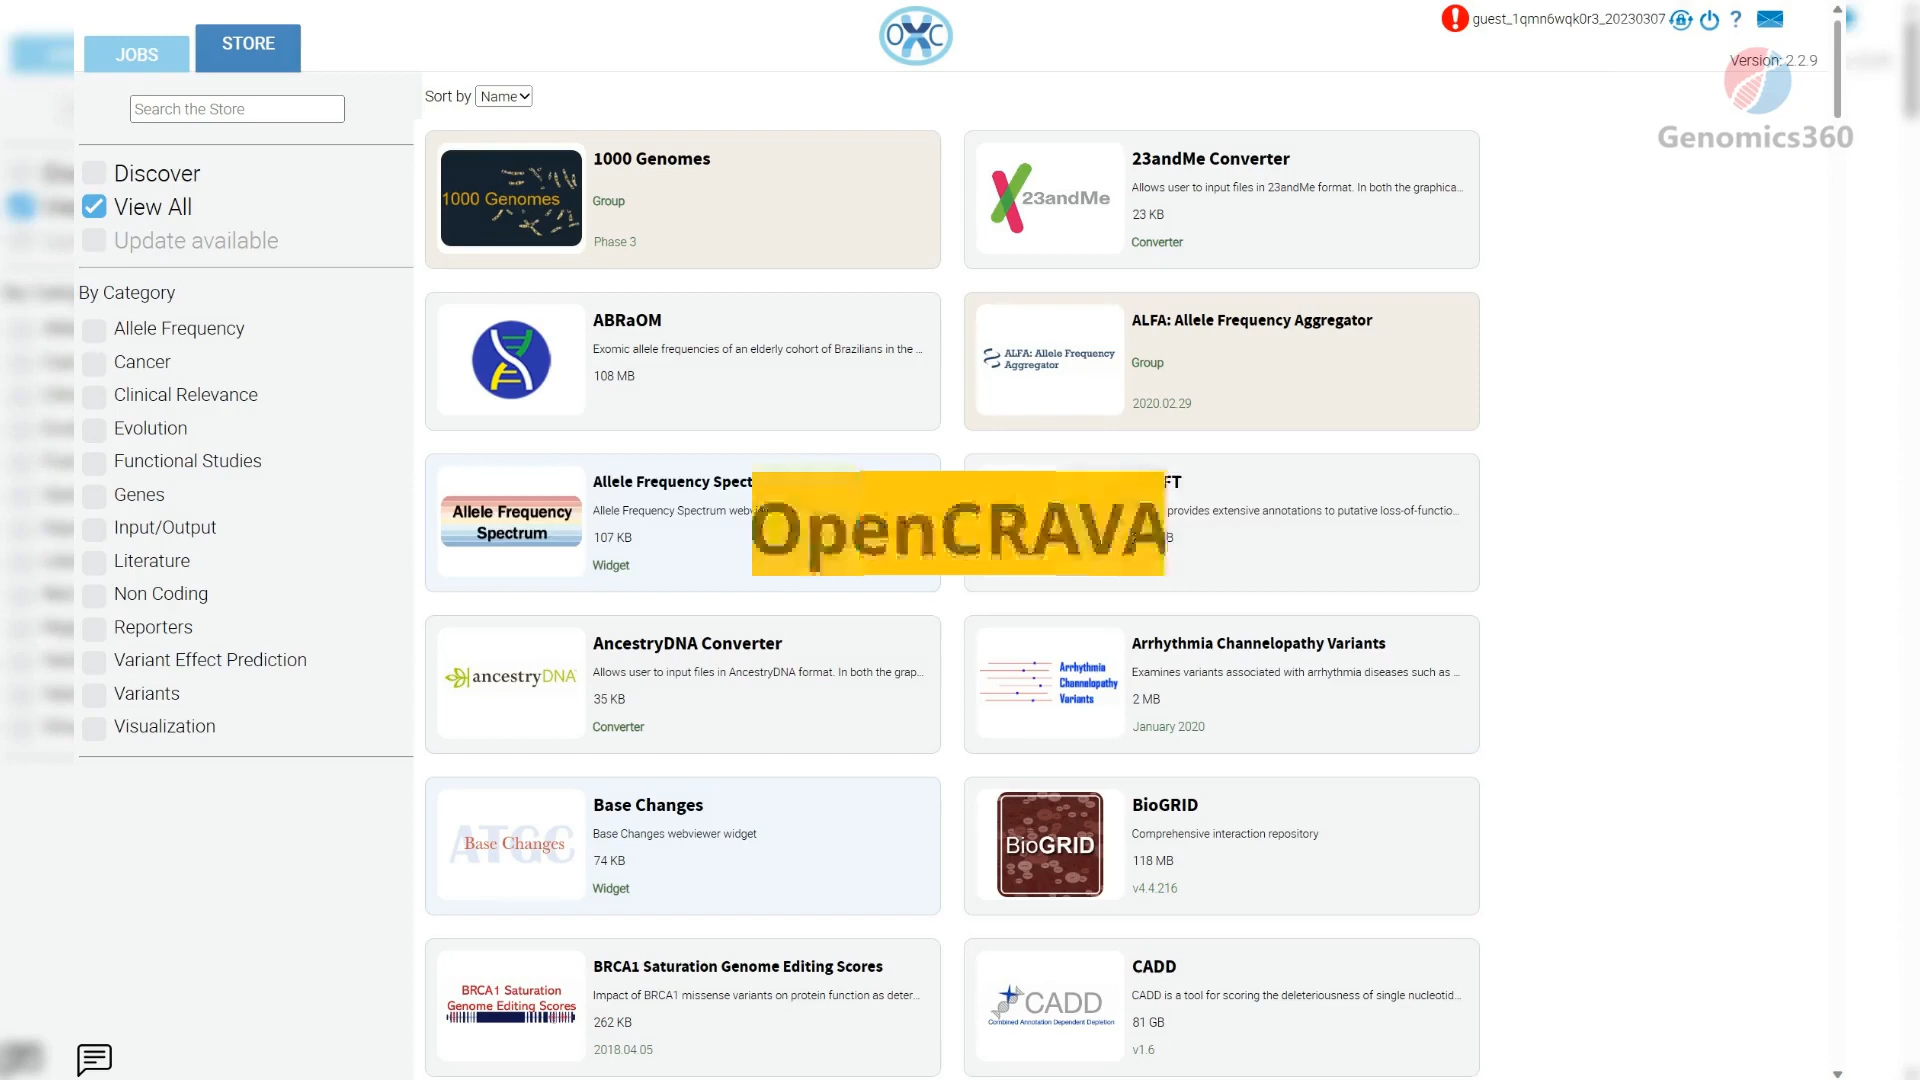 JOBS
STORE
OXC
guest_1qmn6wqk0r3_20230307
?
Version: 2.2.9
Genomics360
Search the Store
Sort by Name
Discover
View All
Update available
By Category
Allele Frequency
Cancer
Clinical Relevance
Evolution
Functional Studies
Genes
Input/Output
Literature
Non Coding
Reporters
Variant Effect Prediction
Variants
Visualization
1000 Genomes
1000 Genomes
Group
Phase 3
23andMe
23andMe Converter
Allows user to input files in 23andMe format. In both the graphica...
23 KB
Converter
ABRaOM
Exomic allele frequencies of an elderly cohort of Brazilians in the ...
108 MB
ALFA: Allele Frequency
Aggregator
ALFA: Allele Frequency Aggregator
Group
2020.02.29
Allele Frequency
Spectrum
Allele Frequency Spect
Allele Frequency Spectrum web
107 KB
Widget
OpenCRAVA
FT
provides extensive annotations to putative loss-of-functio...
B
ancestryDNA
AncestryDNA Converter
Allows user to input files in AncestryDNA format. In both the grap...
35 KB
Converter
Arrhythmia
Channelopathy
Variants
Arrhythmia Channelopathy Variants
Examines variants associated with arrhythmia diseases such as ...
2 MB
January 2020
ATGC
Base Changes
Base Changes
Base Changes webviewer widget
74 KB
Widget
BioGRID
BioGRID
Comprehensive interaction repository
118 MB
v4.4.216
BRCA1 Saturation
Genome Editing Scores
BRCA1 Saturation Genome Editing Scores
Impact of BRCA1 missense variants on protein function as deter...
262 KB
2018.04.05
CADD
Combined Annotation Dependent Depletion
CADD
CADD is a tool for scoring the deleteriousness of single nucleotid...
81 GB
v1.6